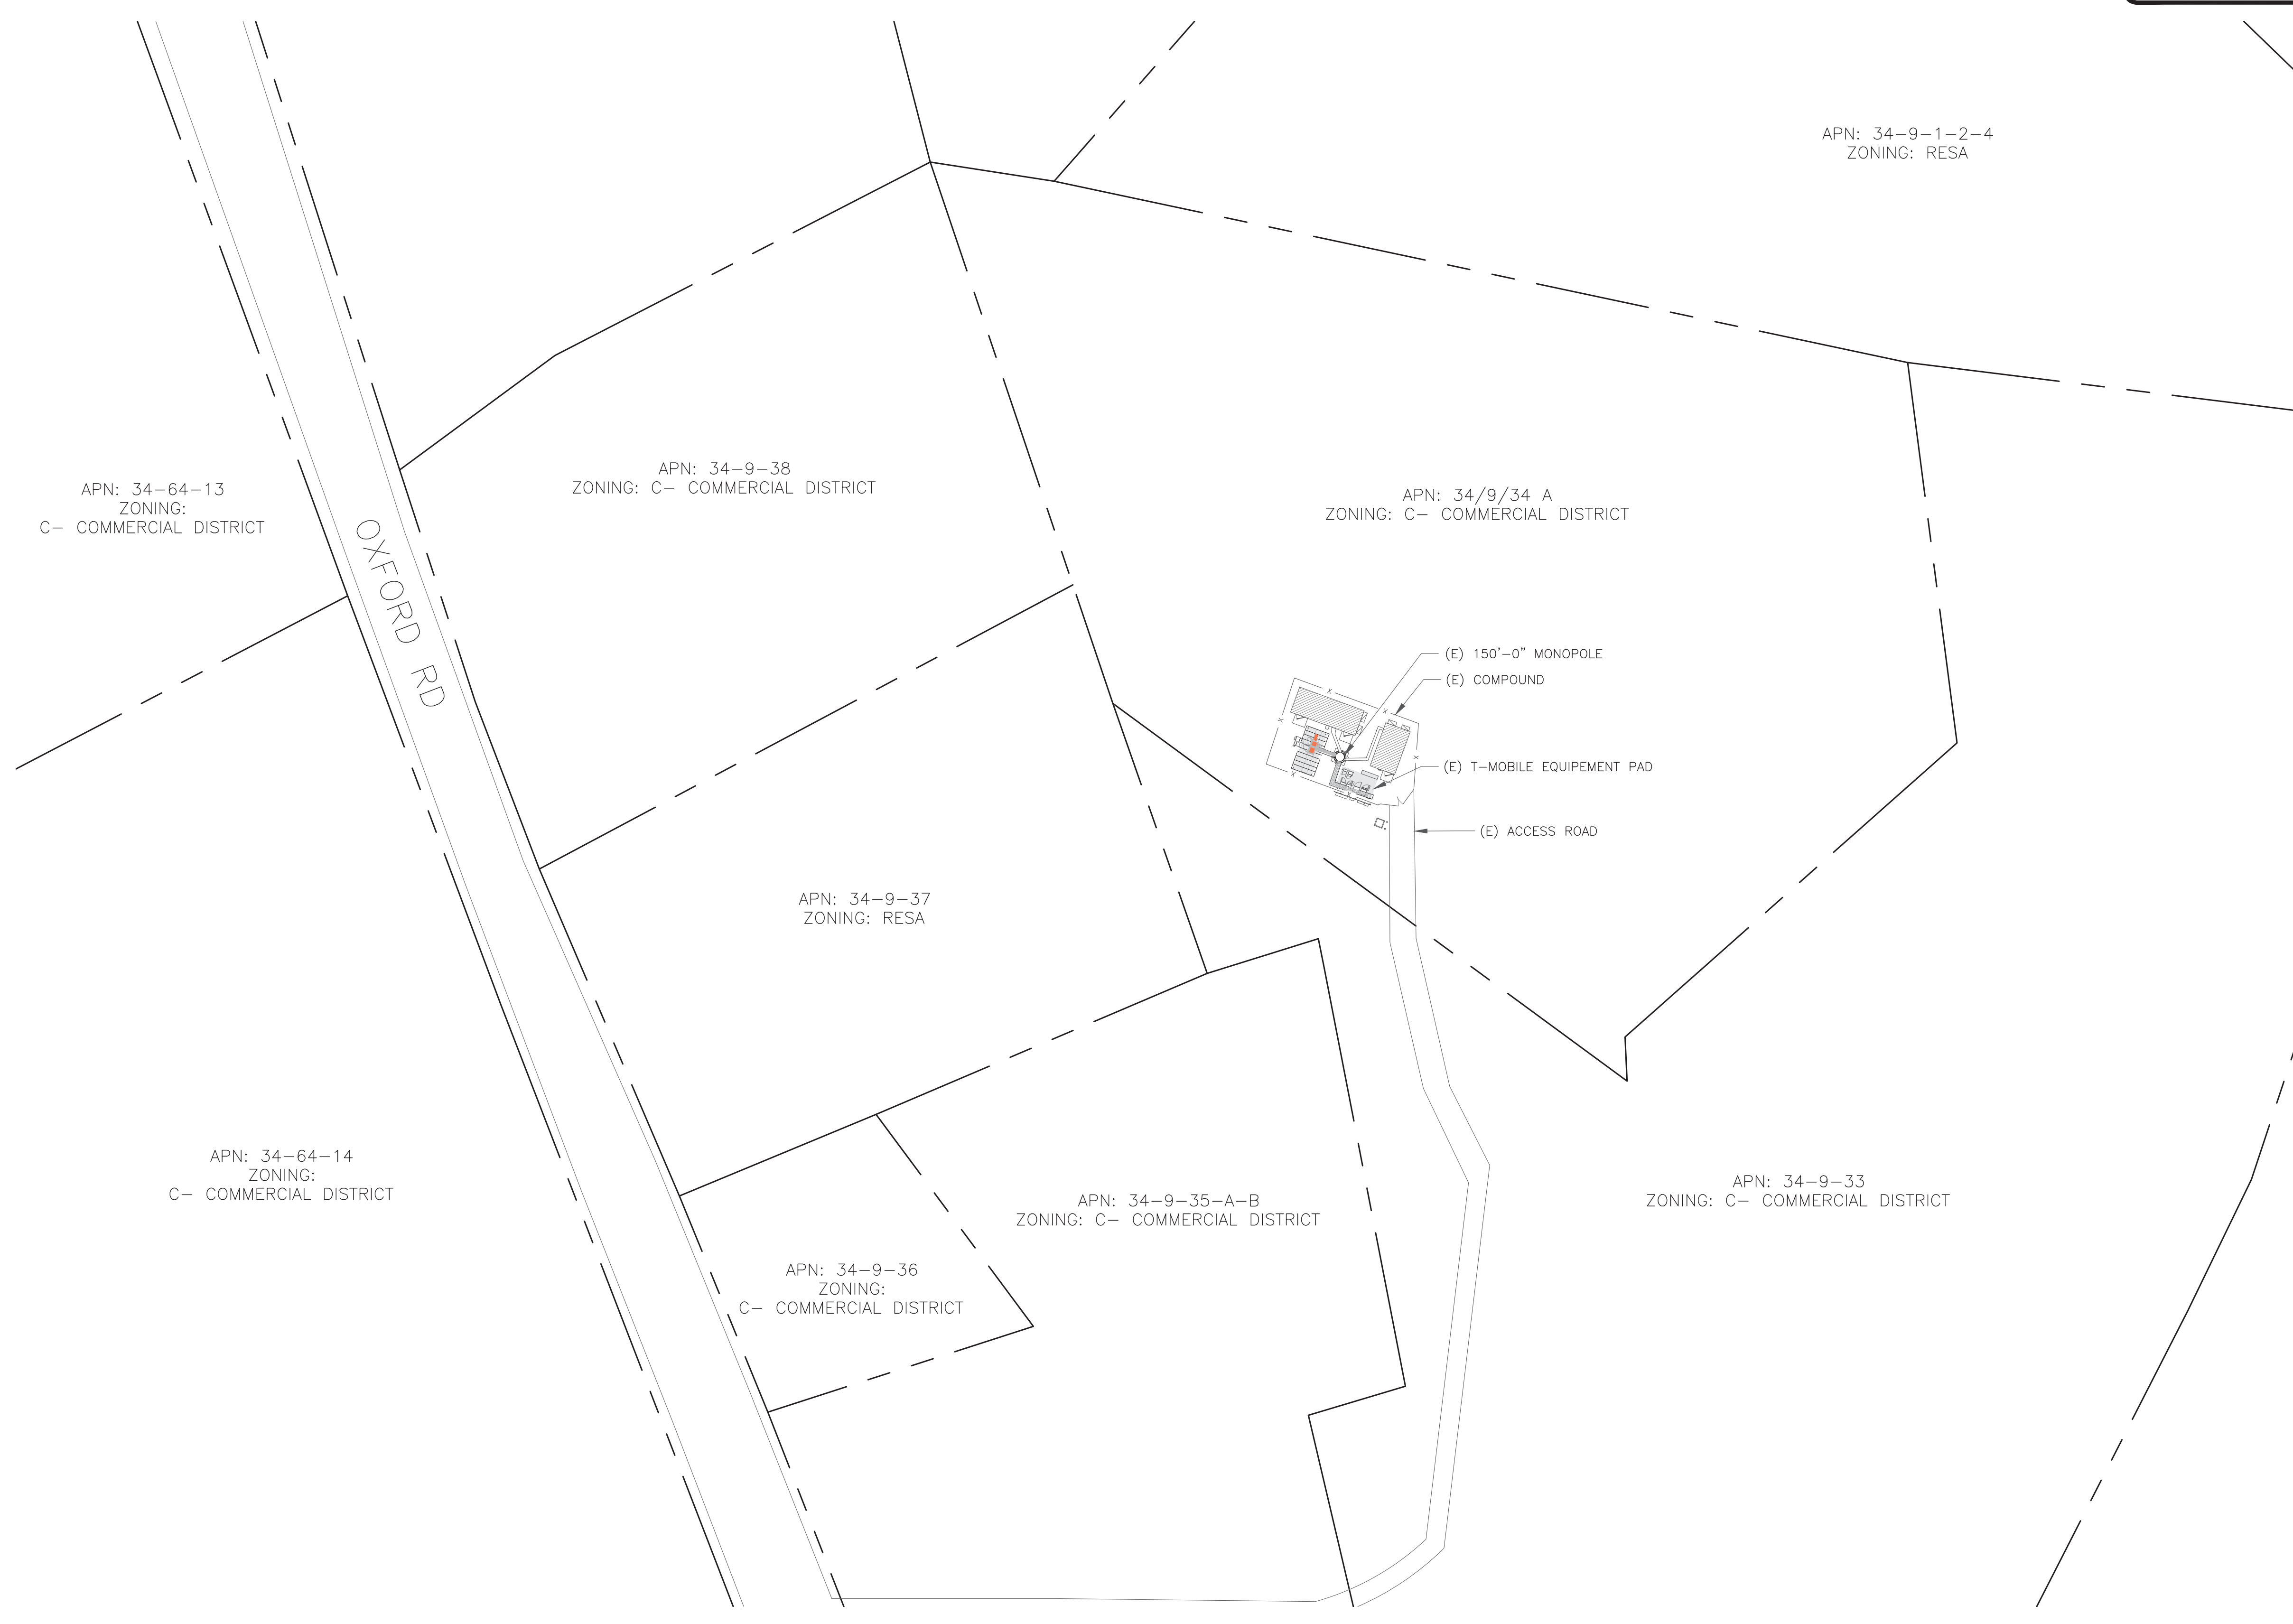 APN: 34-9-1-2-4
ZONING: RESA
APN: 34-9-38
ZONING: C- COMMERCIAL DISTRICT
APN: 34-64-13
ZONING:
C- COMMERCIAL DISTRICT
APN: 34/9/34 A
ZONING: C- COMMERCIAL DISTRICT
OXFORD RD
(E) 150'-0" MONOPOLE
(E) COMPOUND
(E) T-MOBILE EQUIPEMENT PAD
(E) ACCESS ROAD
APN: 34-9-37
ZONING: RESA
APN: 34-64-14
ZONING:
C- COMMERCIAL DISTRICT
APN: 34-9-35-A-B
ZONING: C- COMMERCIAL DISTRICT
APN: 34-9-33
ZONING: C- COMMERCIAL DISTRICT
APN: 34-9-36
ZONING:
C- COMMERCIAL DISTRICT